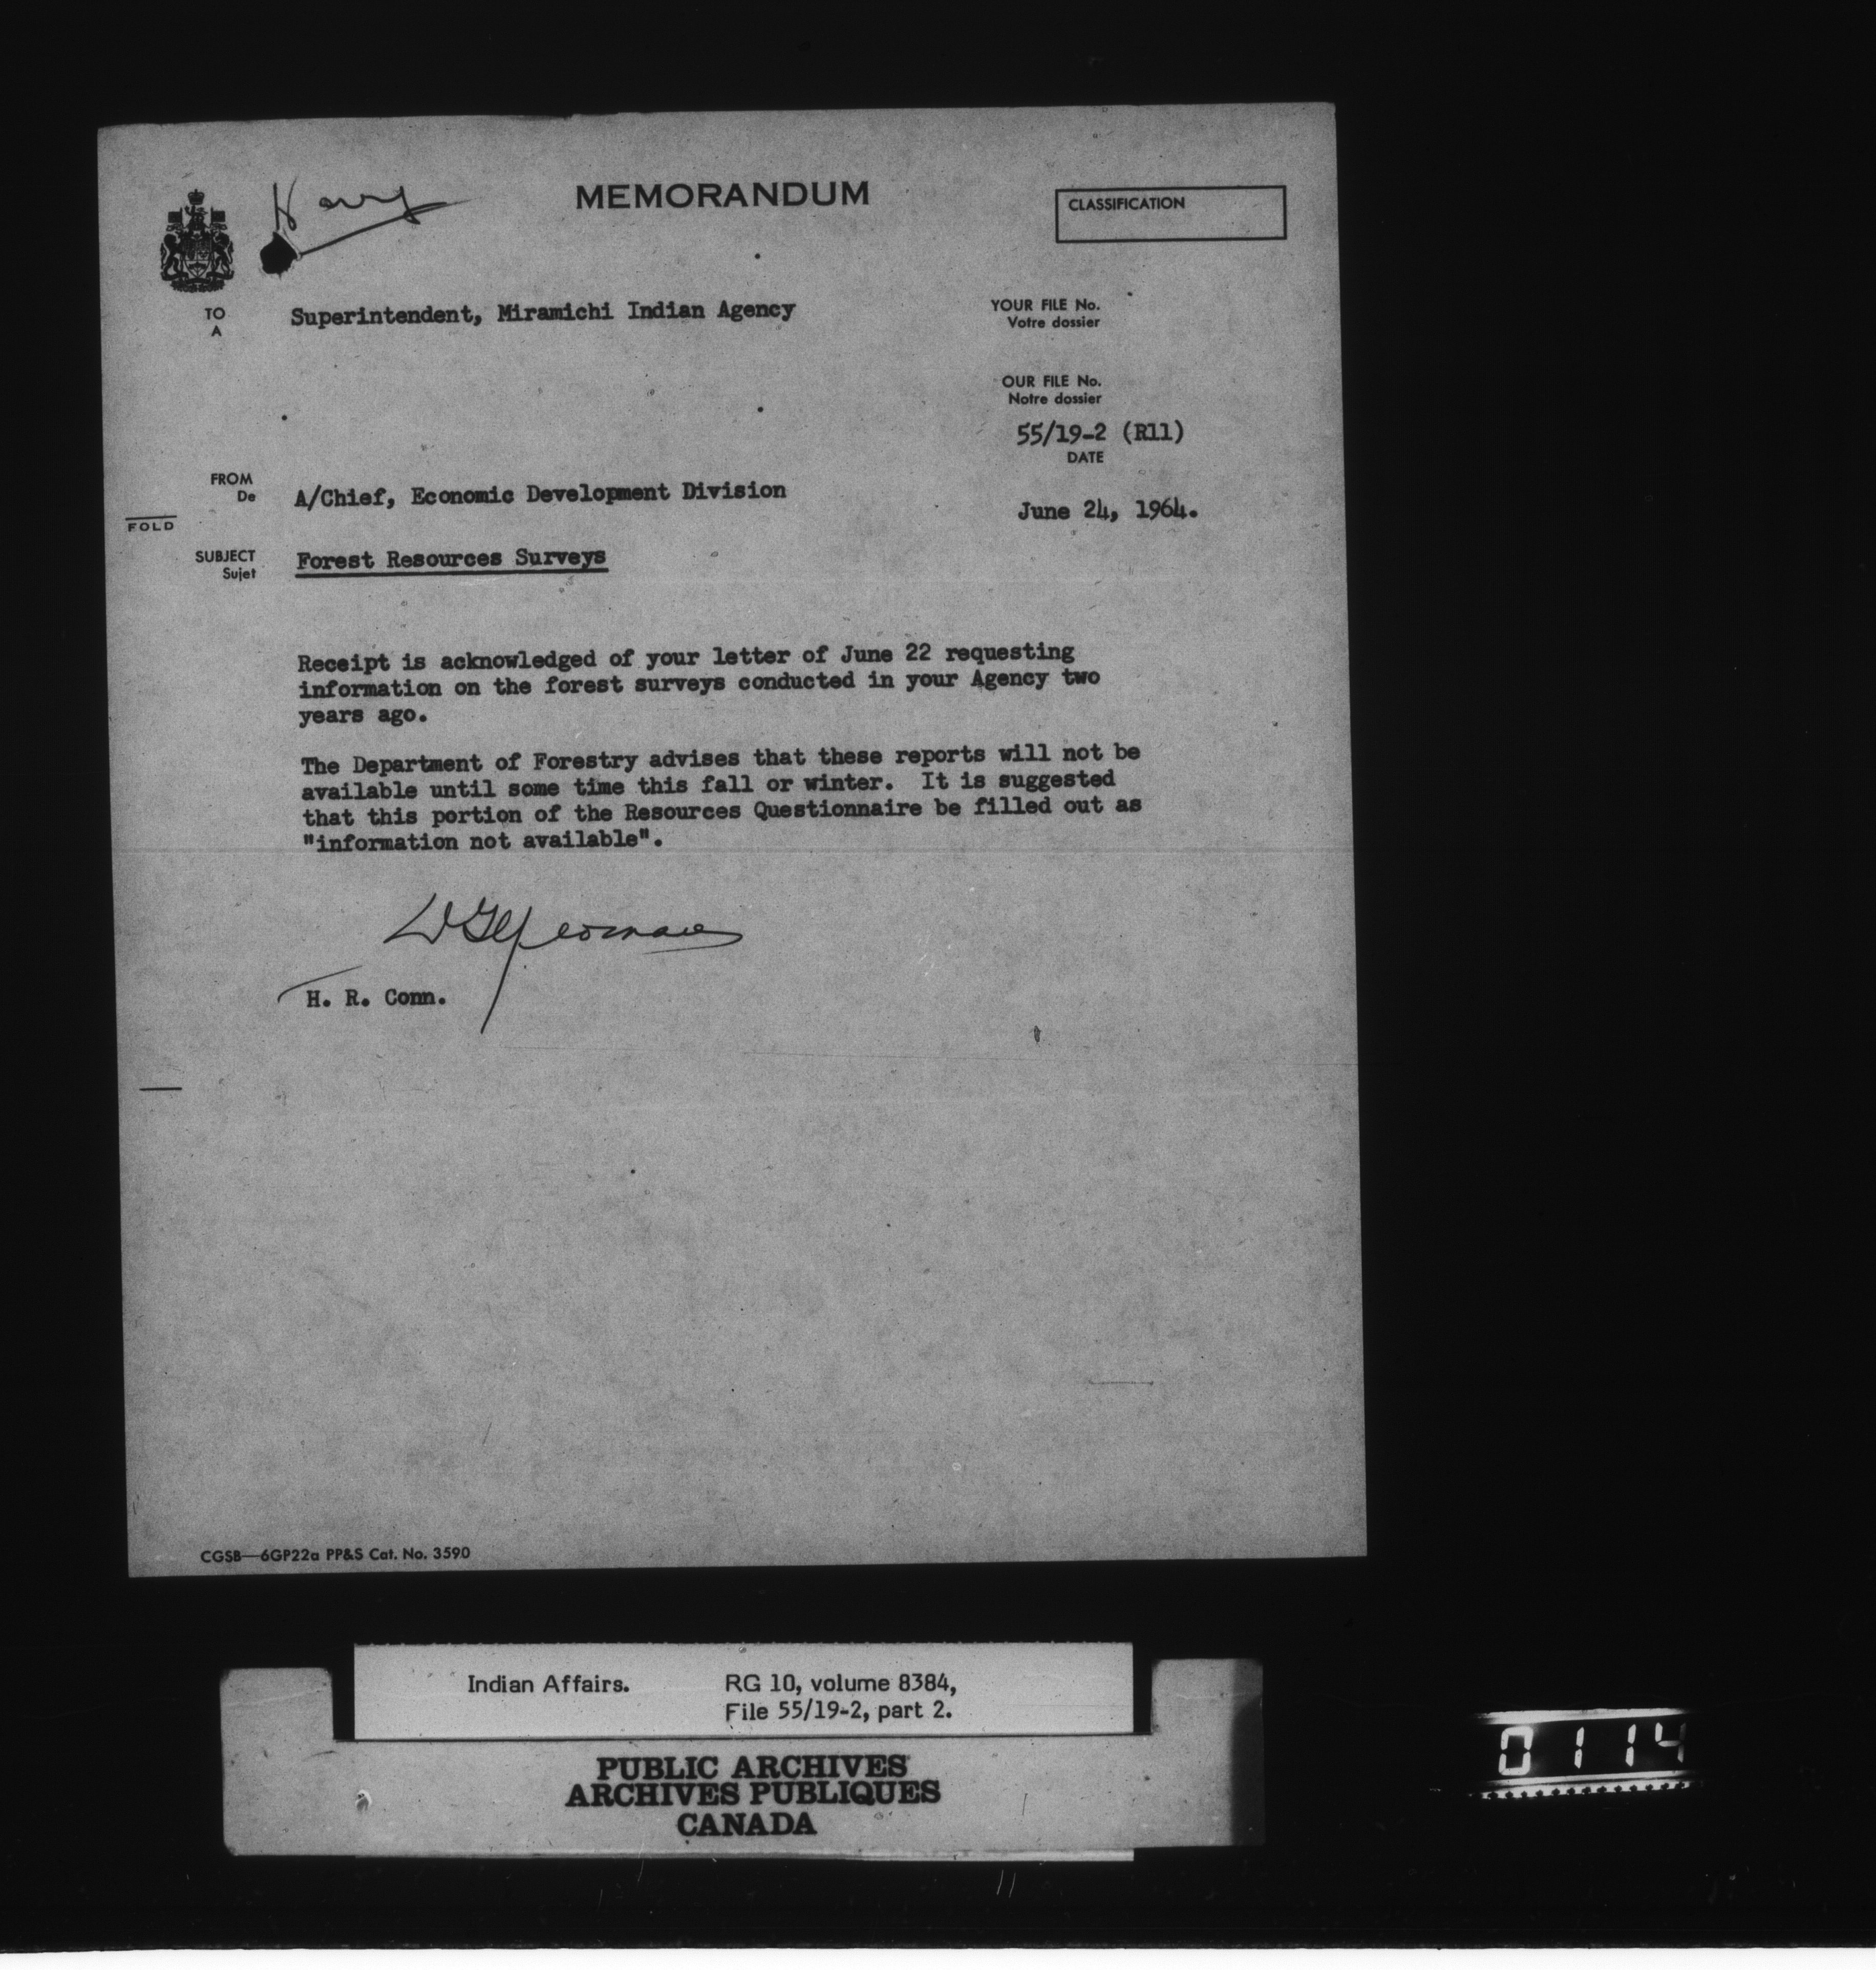 MEMORANDUM
CLASSIFICATION
TO
A
Superintendent, Miramichi Indian Agency
YOUR FILE No.
Votre dossier
OUR FILE No.
Notre dossier
55/19-2 (R11)
DATE
FROM
De
A/Chief, Economic Development Division
June 24, 1964.
FOLD
SUBJECT
Sujet
Forest Resources Surveys
Receipt is acknowledged of your letter of June 22 requesting
information on the forest surveys conducted in your Agency two
years ago.
The Department of Forestry advises that these reports will not be
available until some time this fall or winter. It is suggested
that this portion of the Resources Questionnaire be filled out as
"information not available".
H. R. Conn.
CGSB—6GP22a PP&S Cat. No. 3590
Indian Affairs. RG 10, volume 8384,
File 55/19-2, part 2.
PUBLIC ARCHIVES
ARCHIVES PUBLIQUES
CANADA
0114